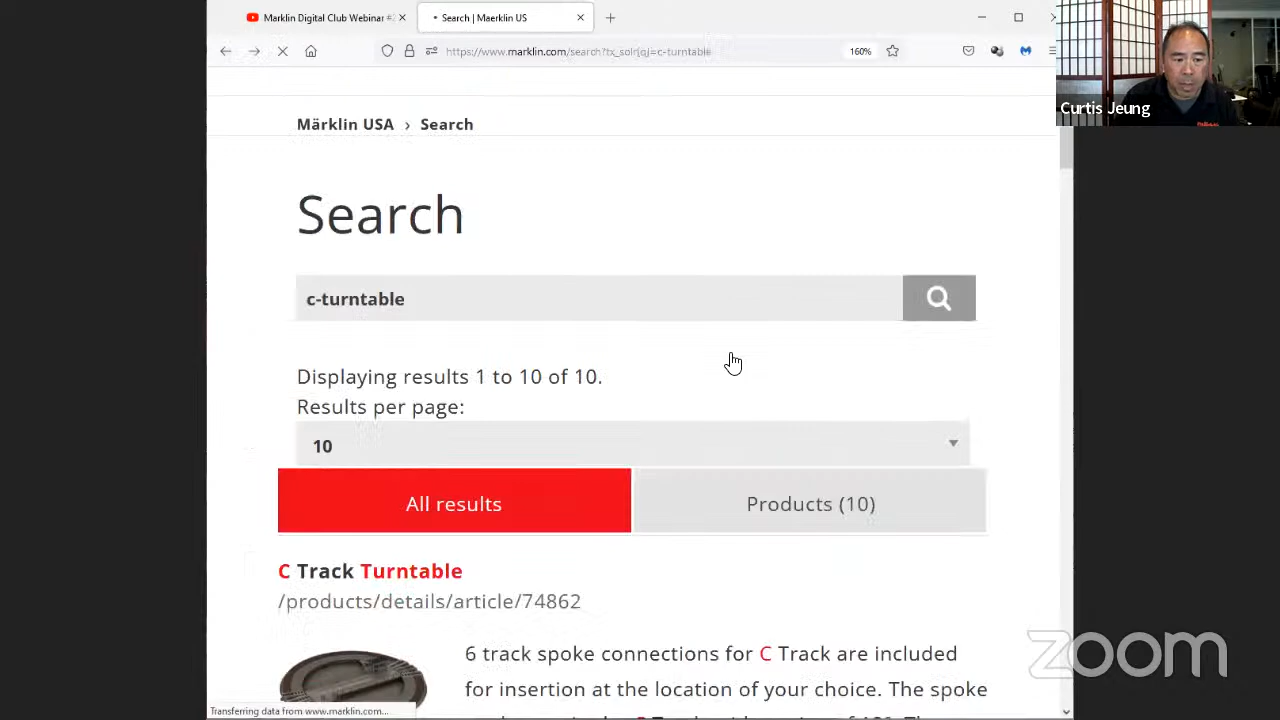 Marklin Digital Club Webinar #
Search | Maerklin US
https://www.marklin.com/search?tx_solr[q]=c-turntable
160%
Curtis Jeung
Märklin USA › Search
Search
c-turntable
Displaying results 1 to 10 of 10.
Results per page:
10
All results
Products (10)
C Track Turntable
/products/details/article/74862
6 track spoke connections for C Track are included
for insertion at the location of your choice. The spoke
zoom
Transferring data from www.marklin.com...